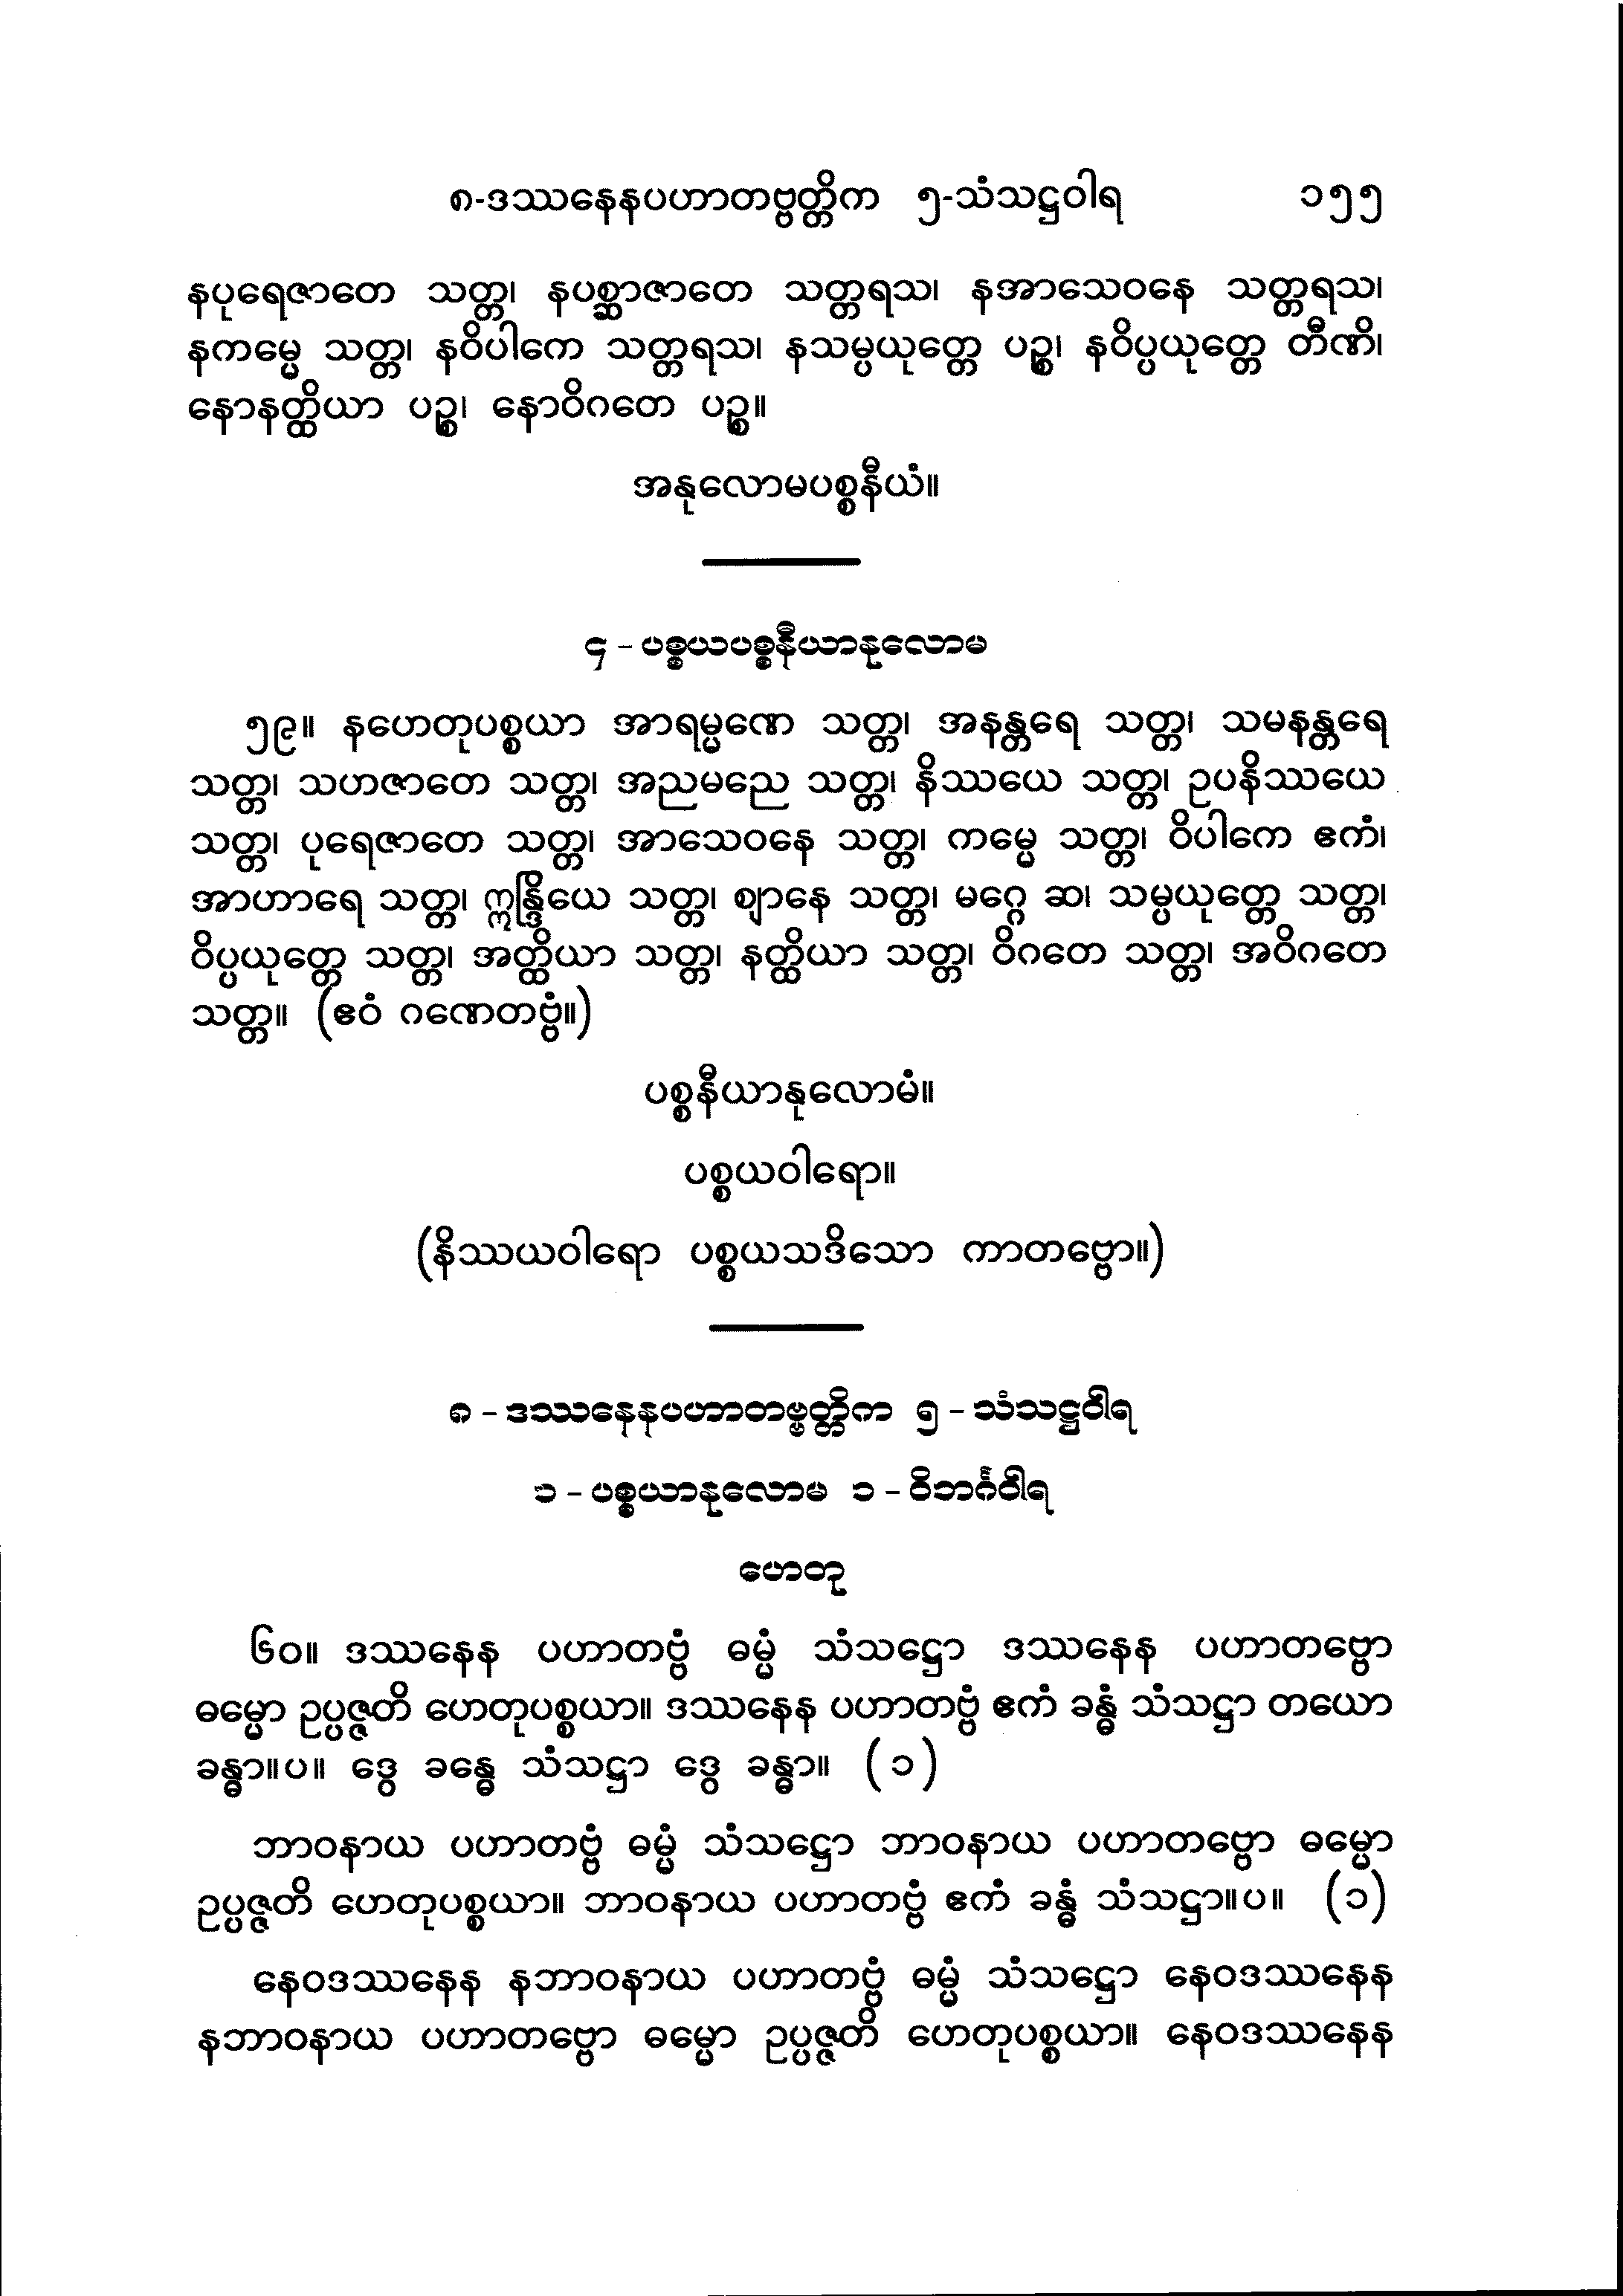 ၈-ဒဿနေနပဟာတဗ္ဗတ္တိက ၅-သံသဋ္ဌဝါရ ၁၅၅
နပုရေဇာတေ သတ္တ၊ နပစ္ဆာဇာတေ သတ္တရသ၊ နအာသေဝနေ သတ္တရသ၊
နကမ္မေ သတ္တ၊ နဝိပါကေ သတ္တရသ၊ နသမ္ပယုတ္တေ ပဉ္စ၊ နဝိပ္ပယုတ္တေ တီဏိ၊
နောနတ္ထိယာ ပဉ္စ၊ နောဝိဂတေ ပဉ္စ။
အနုလောမပစ္စနီယံ။
၄ - ပစ္စယပစ္စနီယာနုလောမ
၅၉။ နဟေတုပစ္စယာ အာရမ္မဏေ သတ္တ၊ အနန္တရေ သတ္တ၊ သမနန္တရေ
သတ္တ၊ သဟဇာတေ သတ္တ၊ အညမညေ သတ္တ၊ နိဿယေ သတ္တ၊ ဥပနိဿယေ
သတ္တ၊ ပုရေဇာတေ သတ္တ၊ အာသေဝနေ သတ္တ၊ ကမ္မေ သတ္တ၊ ဝိပါကေ ဧကံ၊
အာဟာရေ သတ္တ၊ ဣန္ဒြိယေ သတ္တ၊ ဈာနေ သတ္တ၊ မဂ္ဂေ ဆ၊ သမ္ပယုတ္တေ သတ္တ၊
ဝိပ္ပယုတ္တေ သတ္တ၊ အတ္ထိယာ သတ္တ၊ နတ္ထိယာ သတ္တ၊ ဝိဂတေ သတ္တ၊ အဝိဂတေ
သတ္တ။ (ဧဝံ ဂဏေတဗ္ဗံ။)
ပစ္စနီယာနုလောမံ။
ပစ္စယဝါရော။
(နိဿယဝါရော ပစ္စယသဒိသော ကာတဗ္ဗော။)
၈ - ဒဿနေနပဟာတဗ္ဗတ္တိက ၅ - သံသဋ္ဌဝါရ
၁ - ပစ္စယာနုလောမ ၁ - ဝိဘင်္ဂဝါရ
ဟေတု
၆၀။ ဒဿနေန ပဟာတဗ္ဗံ ဓမ္မံ သံသဋ္ဌော ဒဿနေန ပဟာတဗ္ဗော
ဓမ္မော ဥပ္ပဇ္ဇတိ ဟေတုပစ္စယာ။ ဒဿနေန ပဟာတဗ္ဗံ ဧကံ ခန္ဓံ သံသဋ္ဌာ တယော
ခန္ဓာ။ပ။ ဒွေ ခန္ဓေ သံသဋ္ဌာ ဒွေ ခန္ဓာ။ (၁)
ဘာဝနာယ ပဟာတဗ္ဗံ ဓမ္မံ သံသဋ္ဌော ဘာဝနာယ ပဟာတဗ္ဗော ဓမ္မော
ဥပ္ပဇ္ဇတိ ဟေတုပစ္စယာ။ ဘာဝနာယ ပဟာတဗ္ဗံ ဧကံ ခန္ဓံ သံသဋ္ဌာ။ပ။ (၁)
နေဝဒဿနေန နဘာဝနာယ ပဟာတဗ္ဗံ ဓမ္မံ သံသဋ္ဌော နေဝဒဿနေန
နဘာဝနာယ ပဟာတဗ္ဗော ဓမ္မော ဥပ္ပဇ္ဇတိ ဟေတုပစ္စယာ။ နေဝဒဿနေန